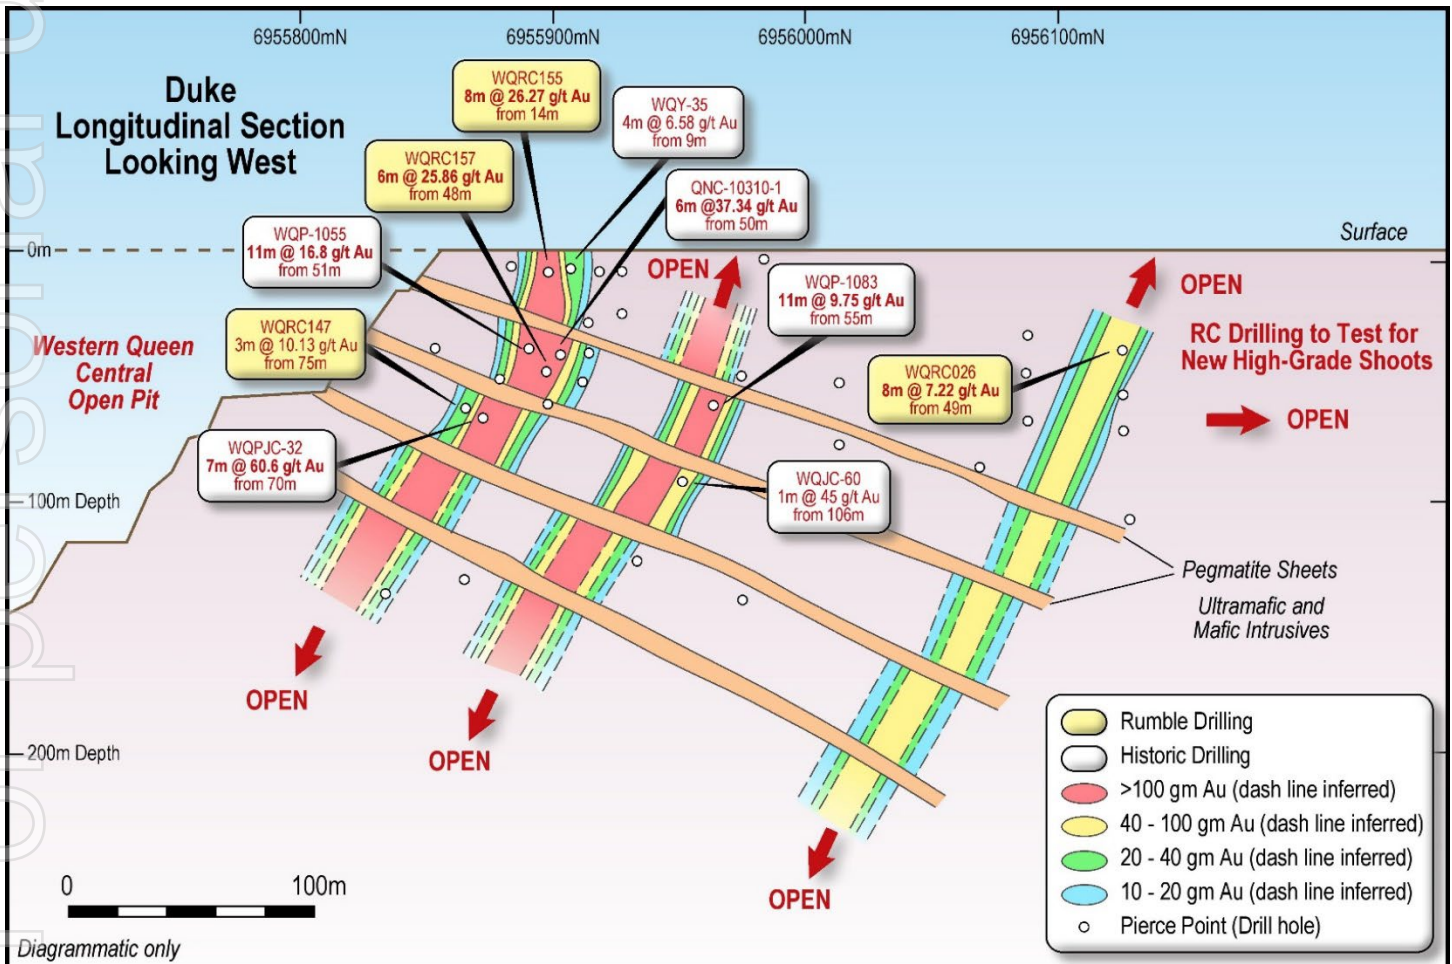 6955800mN
6955900mN
6956000mN
6956100mN
Duke
Longitudinal Section
Looking West
WQRC155
8m @ 26.27 g/t Au
from 14m
WQY-35
4m @ 6.58 g/t Au
from 9m
WQRC157
6m @ 25.86 g/t Au
from 48m
QNC-10310-1
6m @37.34 g/t Au
from 50m
WQP-1055
11m @ 16.8 g/t Au
from 51m
Surface
0m
OPEN
OPEN
WQP-1083
11m @ 9.75 g/t Au
from 55m
WQRC147
3m @ 10.13 g/t Au
from 75m
RC Drilling to Test for
New High-Grade Shoots
Western Queen
Central
Open Pit
WQRC026
8m @ 7.22 g/t Au
from 49m
OPEN
WQPJC-32
7m @ 60.6 g/t Au
from 70m
WQJC-60
1m @ 45 g/t Au
from 106m
100m Depth
Pegmatite Sheets
Ultramafic and
Mafic Intrusives
OPEN
OPEN
OPEN
200m Depth
Rumble Drilling
Historic Drilling
>100 gm Au (dash line inferred)
40 - 100 gm Au (dash line inferred)
20 - 40 gm Au (dash line inferred)
10 - 20 gm Au (dash line inferred)
Pierce Point (Drill hole)
0 100m
Diagrammatic only